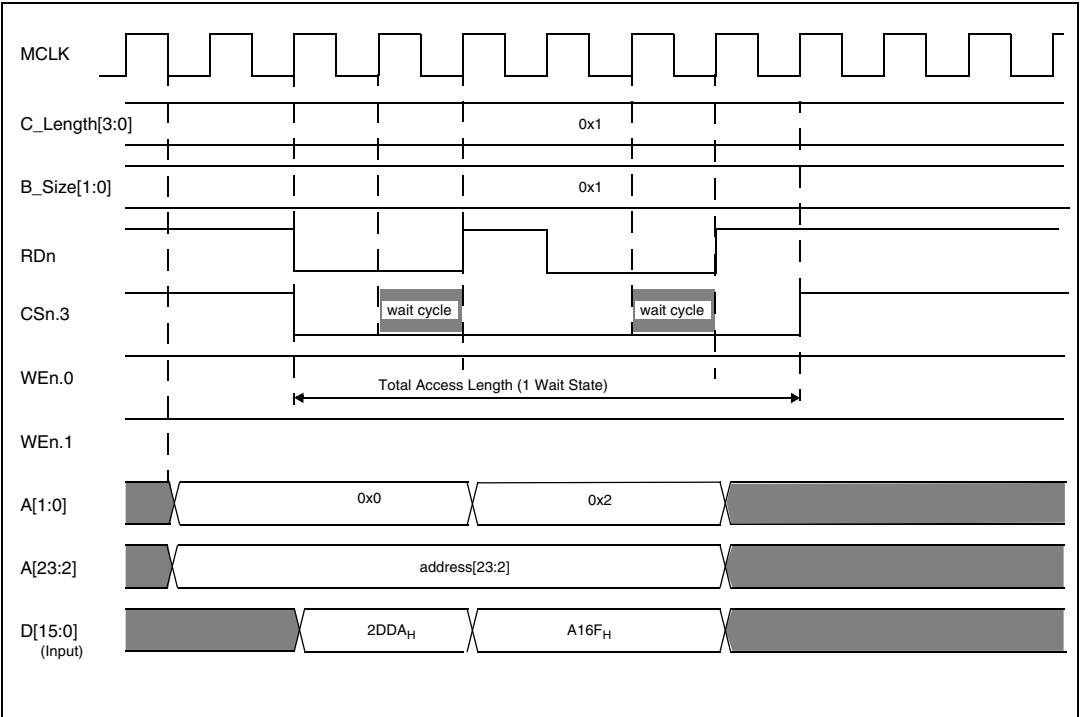 MCLK
C_Length[3:0]
0x1
B_Size[1:0]
0x1
RDn
CSn.3
wait cycle
wait cycle
WEn.0
Total Access Length (1 Wait State)
WEn.1
A[1:0]
0x0
0x2
A[23:2]
address[23:2]
D[15:0]
(Input)
2DDAH
A16FH